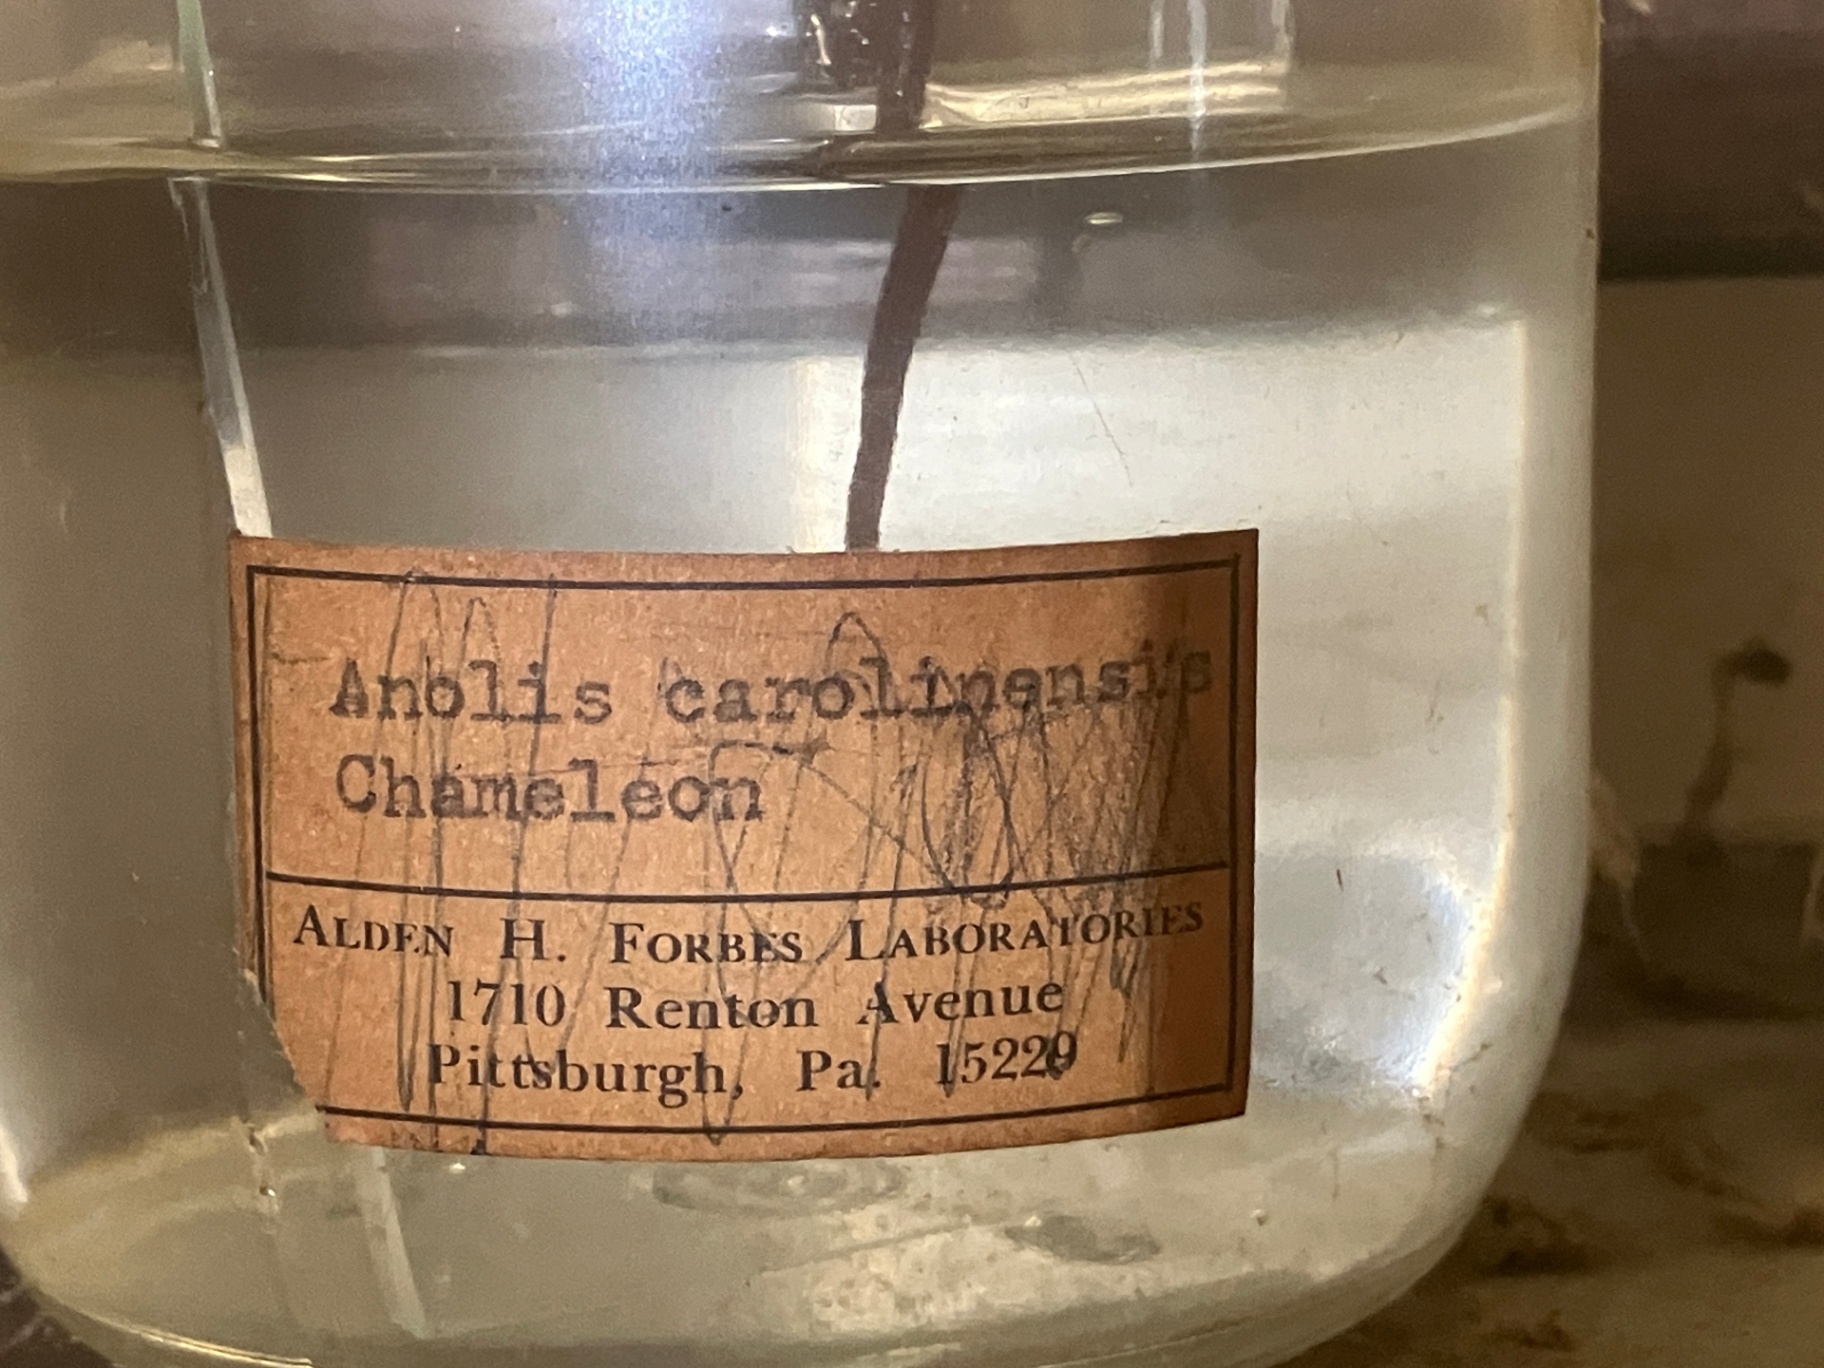 Anolis carolinensis
Chameleon
ALDEN H. FORBES LABORATORIES
1710 Renton Avenue
Pittsburgh, Pa. 15229